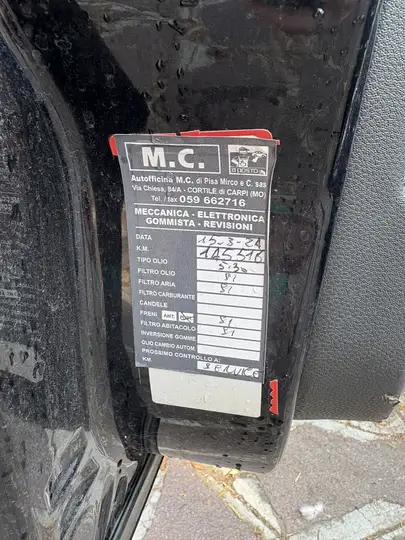 M.C.
Autofficina M.C. di Pisa Mirco e C. sas
Via Chiesa, 84/A - CORTILE di CARPI (MO)
Tel. / fax 059 662716
MECCANICA - ELETTRONICA
GOMMISTA - REVISIONI
DATA 15-3-24
K.M.
TIPO OLIO 5.30
FILTRO OLIO SI
FILTRO ARIA SI
FILTRO CARBURANTE
CANDELE
FRENI ANT.
FILTRO ABITACOLO SI
INVERSIONE GOMME SI
OLIO CAMBIO AUTOM.
PROSSIMO CONTROLLO A:
KM. SERVICE